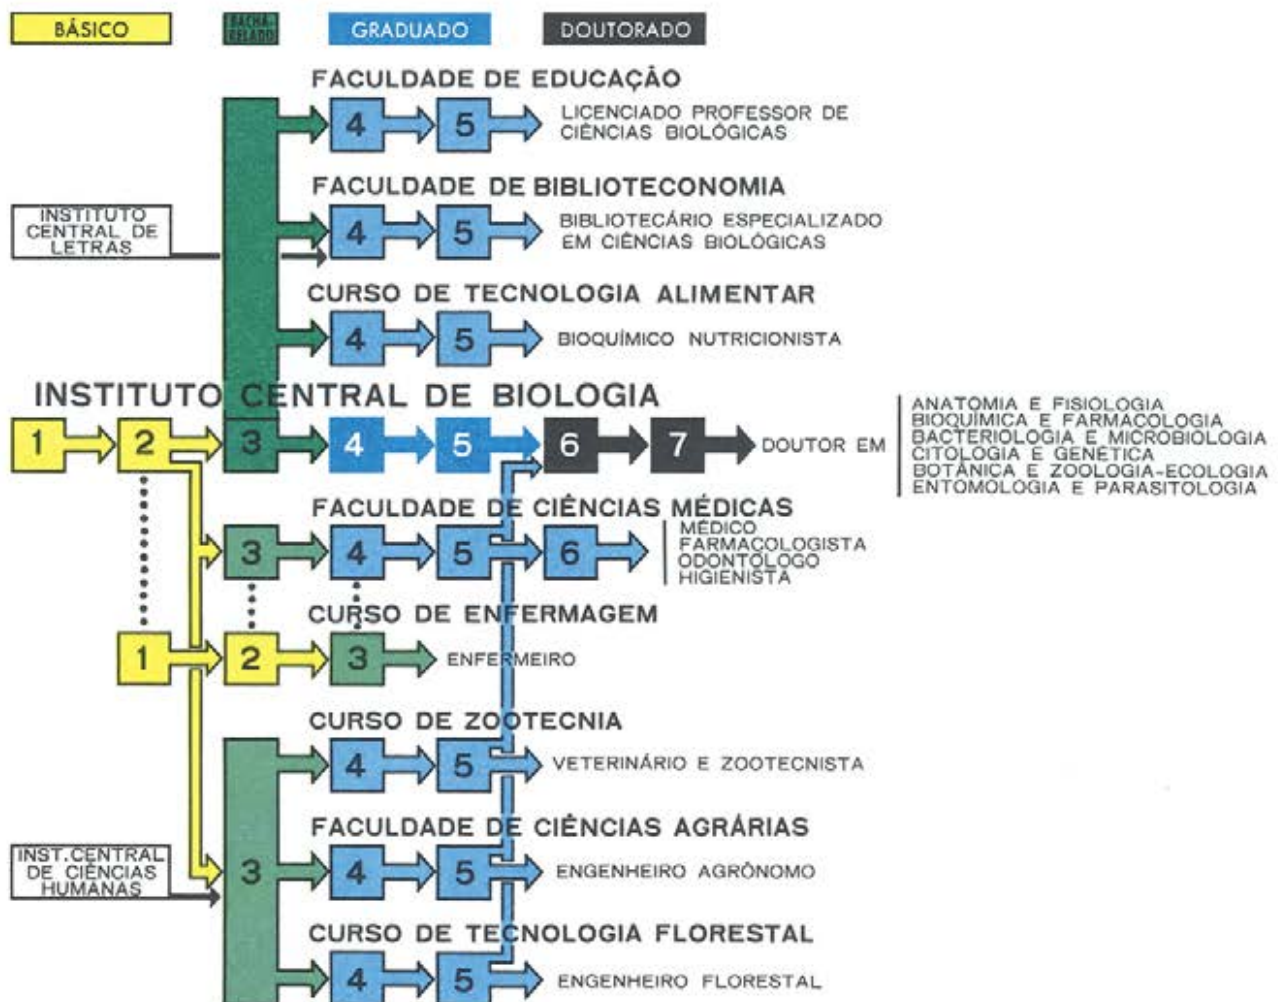 BÁSICO
BACHA-
RELADO
GRADUADO
DOUTORADO
FACULDADE DE EDUCAÇÃO
4
5
LICENCIADO PROFESSOR DE
CIÊNCIAS BIOLÓGICAS
FACULDADE DE BIBLIOTECONOMIA
INSTITUTO
CENTRAL DE
LETRAS
4
5
BIBLIOTECÁRIO ESPECIALIZADO
EM CIÊNCIAS BIOLÓGICAS
CURSO DE TECNOLOGIA ALIMENTAR
4
5
BIOQUÍMICO NUTRICIONISTA
INSTITUTO CENTRAL DE BIOLOGIA
1
2
3
4
5
6
7
DOUTOR EM
ANATOMIA E FISIOLOGIA
BIOQUÍMICA E FARMACOLOGIA
BACTERIOLOGIA E MICROBIOLOGIA
CITOLOGIA E GENÉTICA
BOTÂNICA E ZOOLOGIA-ECOLOGIA
ENTOMOLOGIA E PARASITOLOGIA
FACULDADE DE CIÊNCIAS MÉDICAS
3
4
5
6
MÉDICO
FARMACOLOGISTA
ODONTÓLOGO
HIGIENISTA
CURSO DE ENFERMAGEM
1
2
3
ENFERMEIRO
CURSO DE ZOOTECNIA
4
5
VETERINÁRIO E ZOOTECNISTA
FACULDADE DE CIÊNCIAS AGRÁRIAS
INST.CENTRAL
DE CIÊNCIAS
HUMANAS
3
4
5
ENGENHEIRO AGRÔNOMO
CURSO DE TECNOLOGIA FLORESTAL
4
5
ENGENHEIRO FLORESTAL